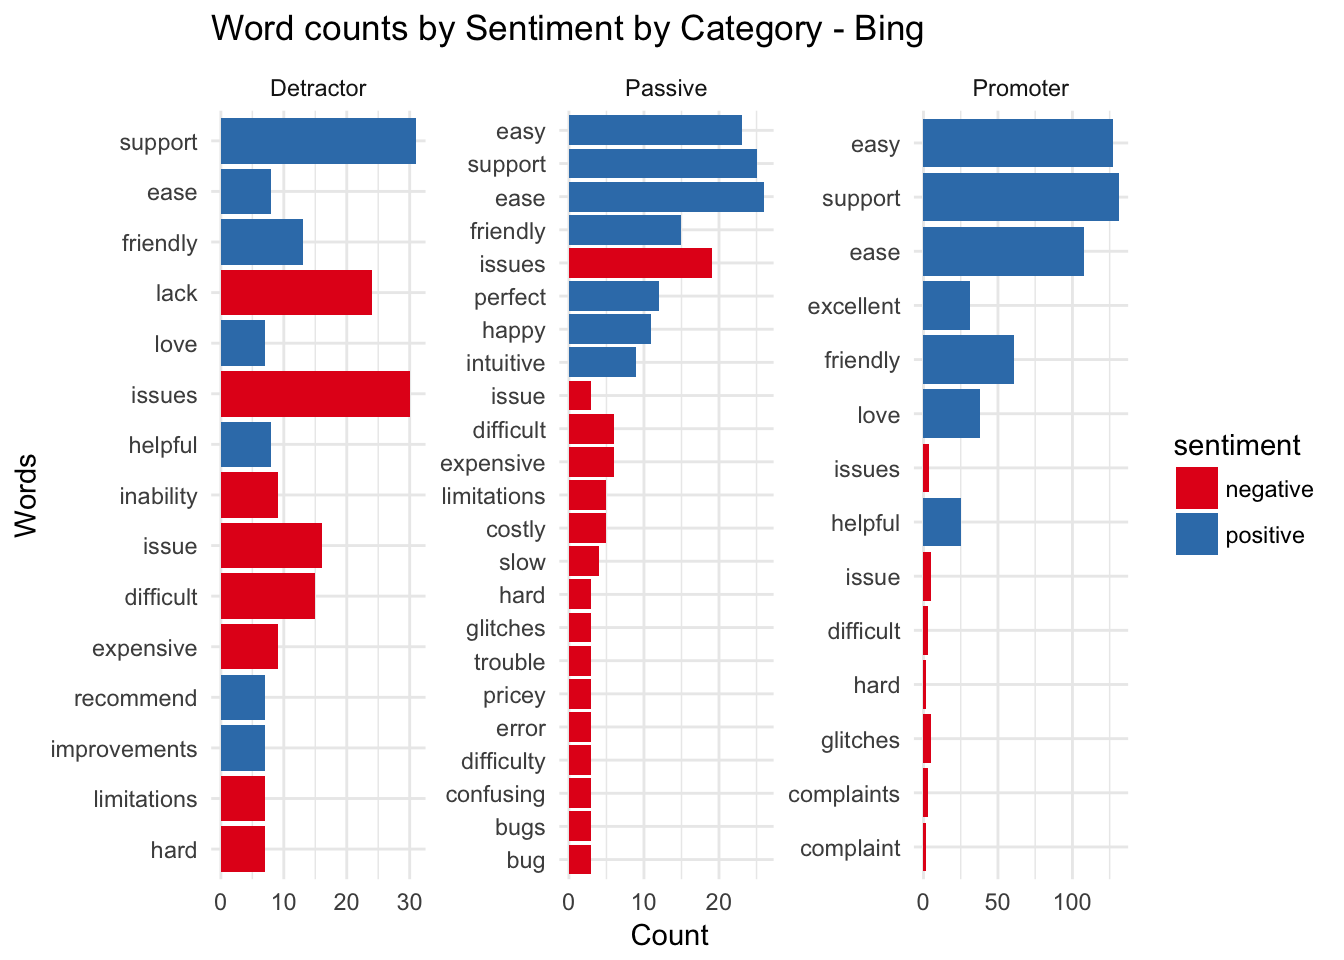 Word counts by Sentiment by Category - Bing
Detractor
support
ease
friendly
lack
love
issues
helpful
inability
issue
difficult
expensive
recommend
improvements
limitations
hard
0 10 20 30
Passive
easy
support
ease
friendly
issues
perfect
happy
intuitive
issue
difficult
expensive
limitations
costly
slow
hard
glitches
trouble
pricey
error
difficulty
confusing
bugs
bug
0 10 20
Promoter
easy
support
ease
excellent
friendly
love
issues
helpful
issue
difficult
hard
glitches
complaints
complaint
0 50 100
Words
Count
sentiment
negative
positive